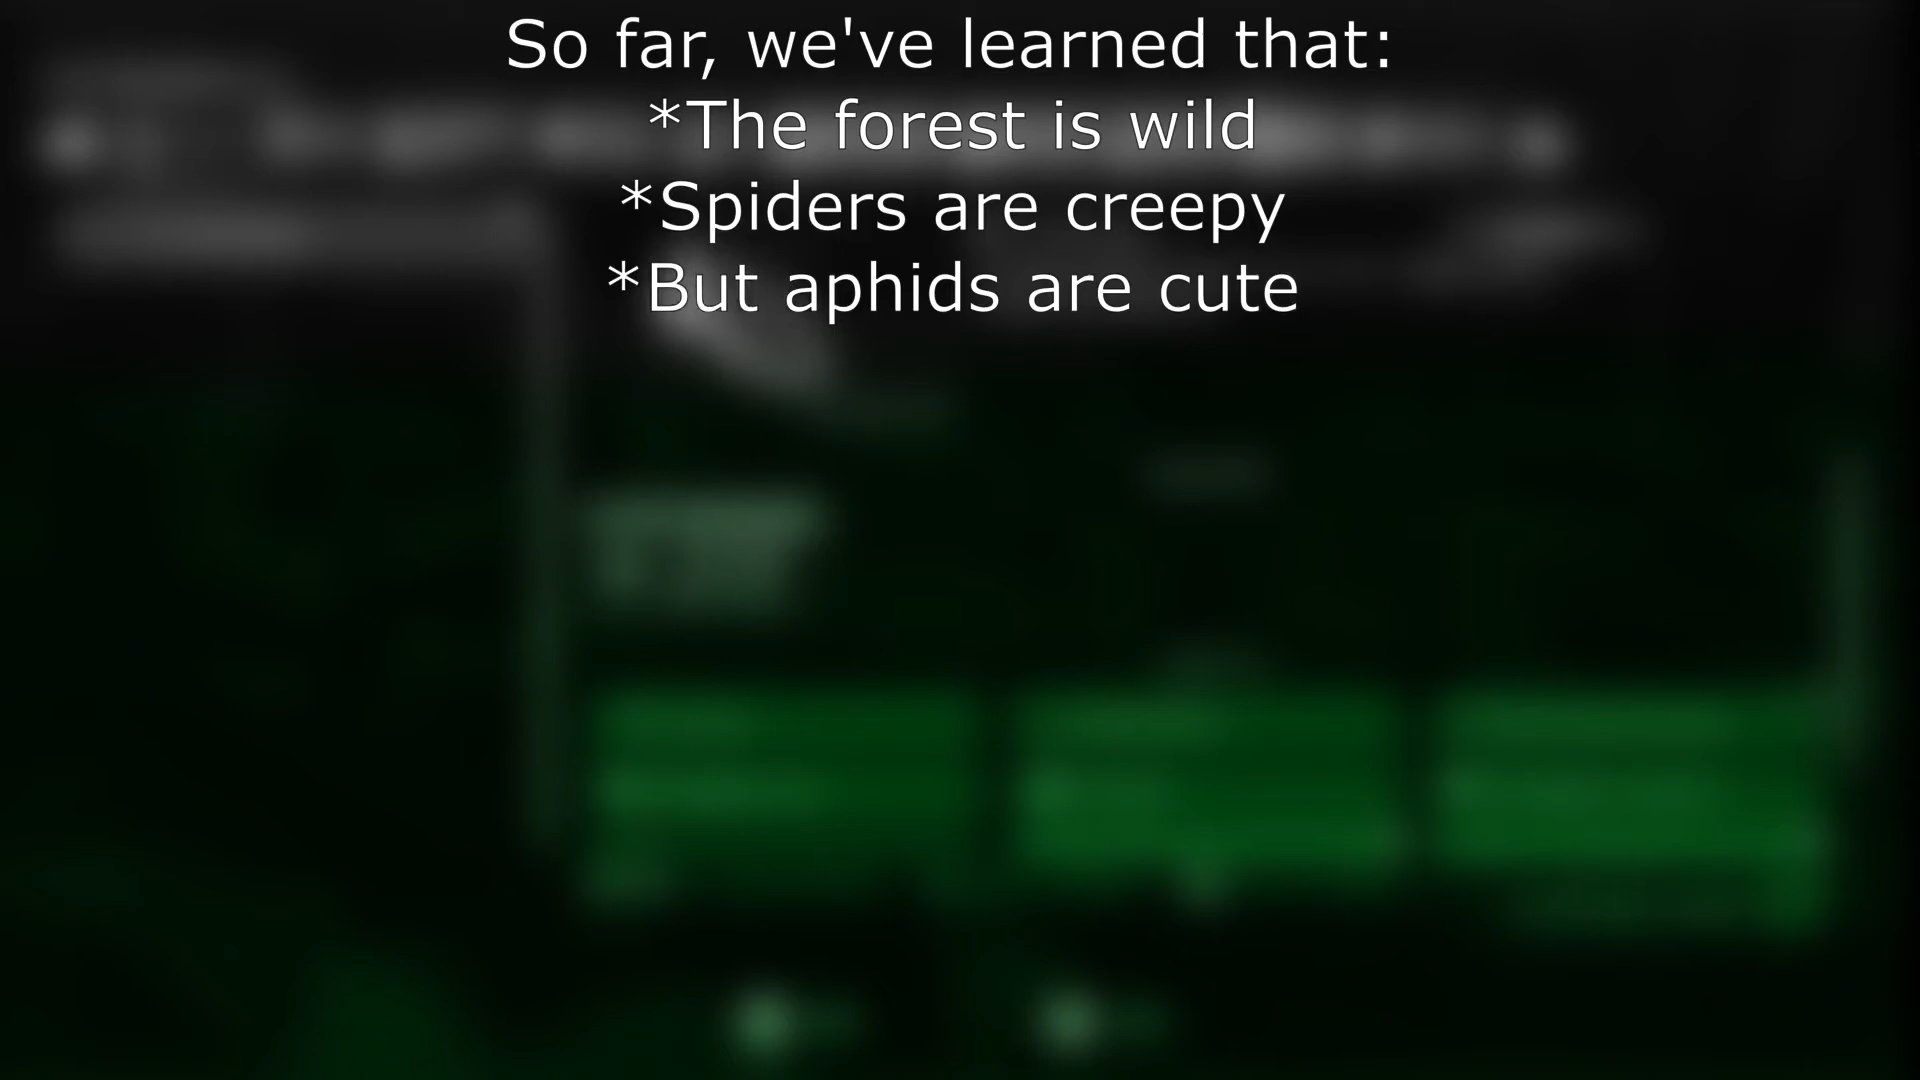 So far, we've learned that:
*The forest is wild
*Spiders are creepy
*But aphids are cute